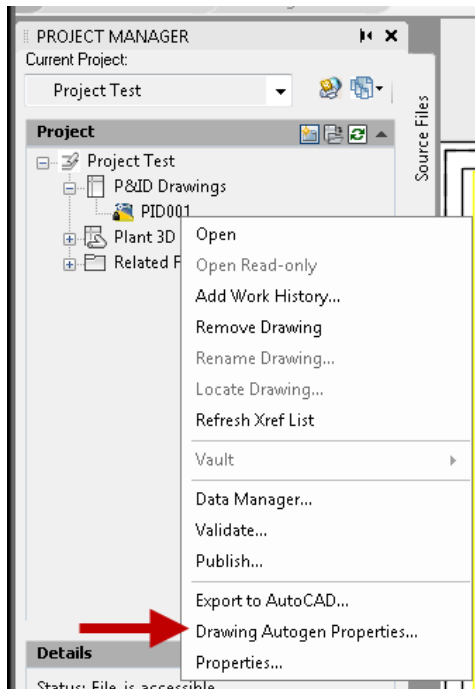 PROJECT MANAGER
Current Project:
Project Test
Source Files
Project
Project Test
P&ID Drawings
PID001
Plant 3D
Related F
Open
Open Read-only
Add Work History...
Remove Drawing
Rename Drawing...
Locate Drawing...
Refresh Xref List
Vault
Data Manager...
Validate...
Publish...
Export to AutoCAD...
Drawing Autogen Properties...
Properties...
Details
Status: File is accessible